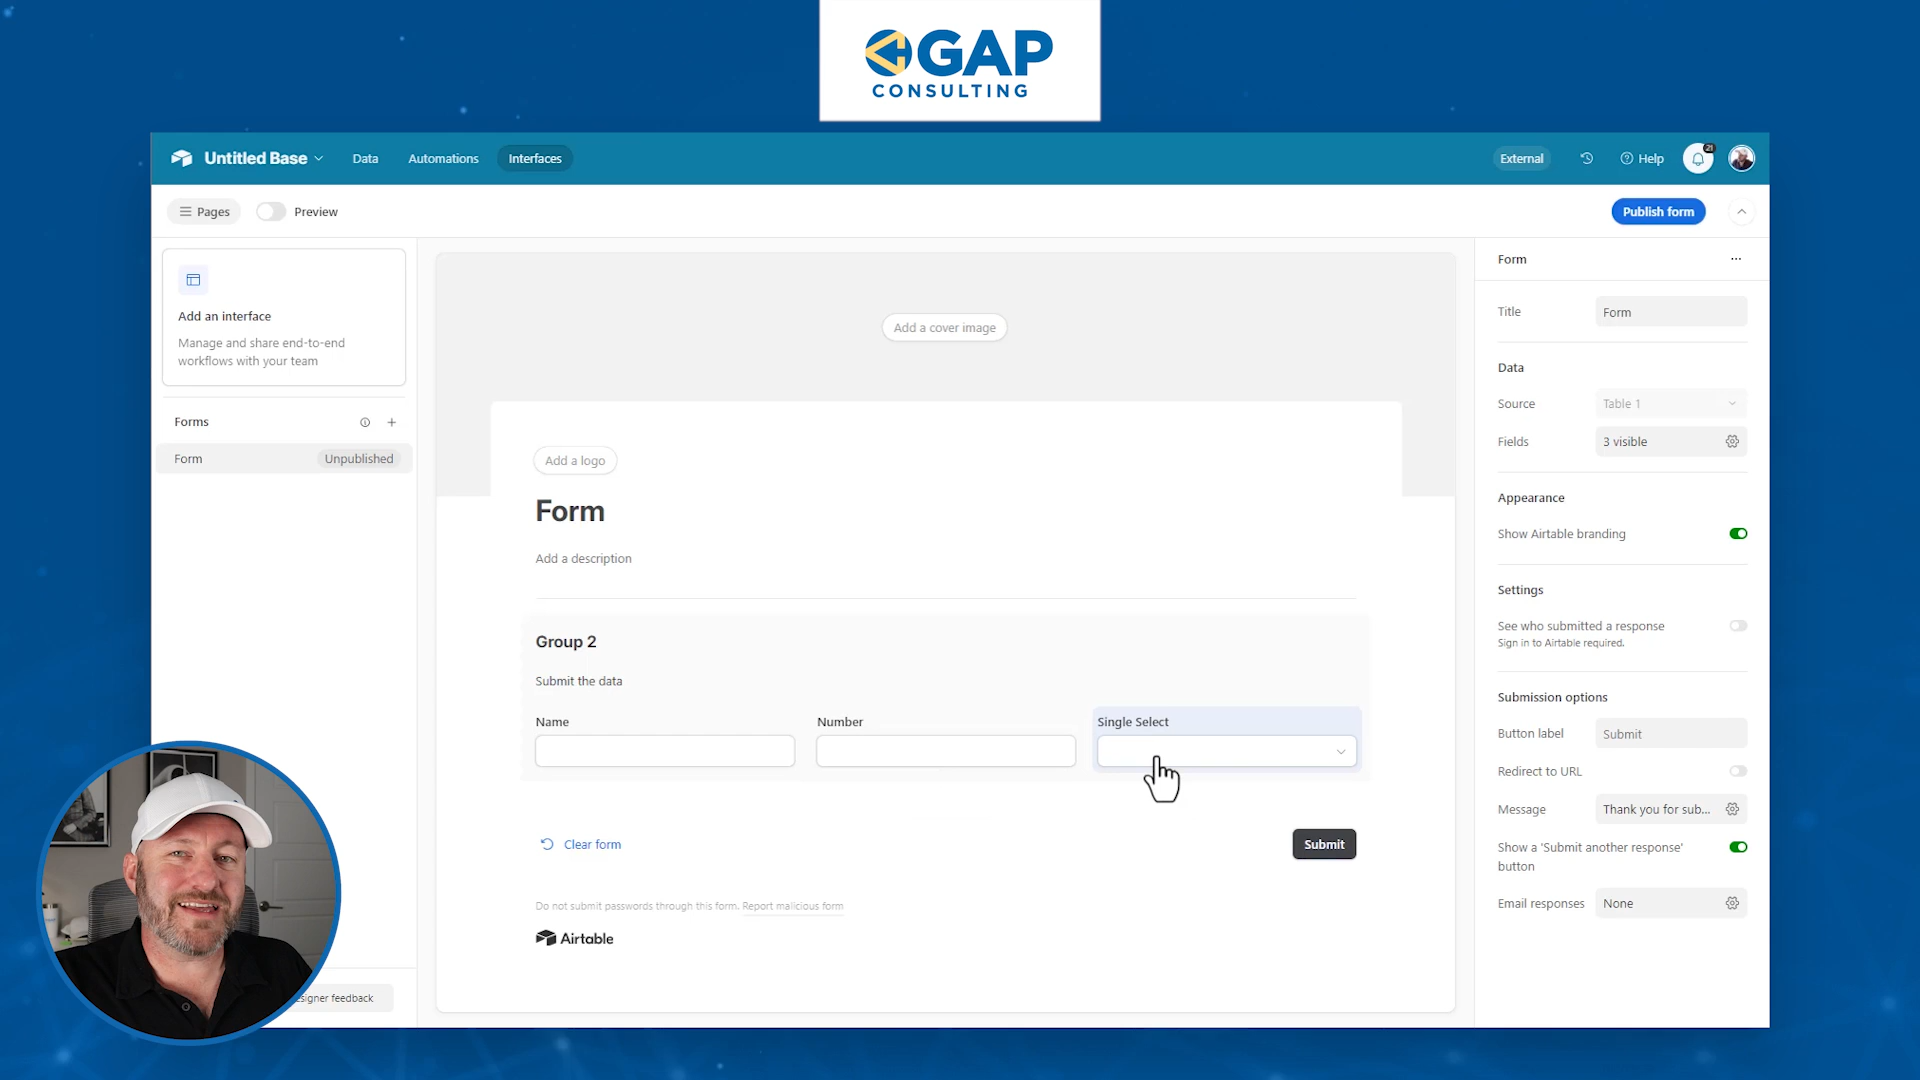 GAP
CONSULTING
Untitled Base
Data
Automations
Interfaces
External
Help
21
Pages
Preview
Publish form
Add an interface
Manage and share end-to-end
workflows with your team
Forms
Form
Unpublished
Add a cover image
Add a logo
Form
Add a description
Group 2
Submit the data
Name
Number
Single Select
Clear form
Submit
Do not submit passwords through this form. Report malicious form
Airtable
esigner feedback
Form
Title
Form
Data
Source
Table 1
Fields
3 visible
Appearance
Show Airtable branding
Settings
See who submitted a response
Sign in to Airtable required.
Submission options
Button label
Submit
Redirect to URL
Message
Thank you for sub...
Show a 'Submit another response'
button
Email responses
None